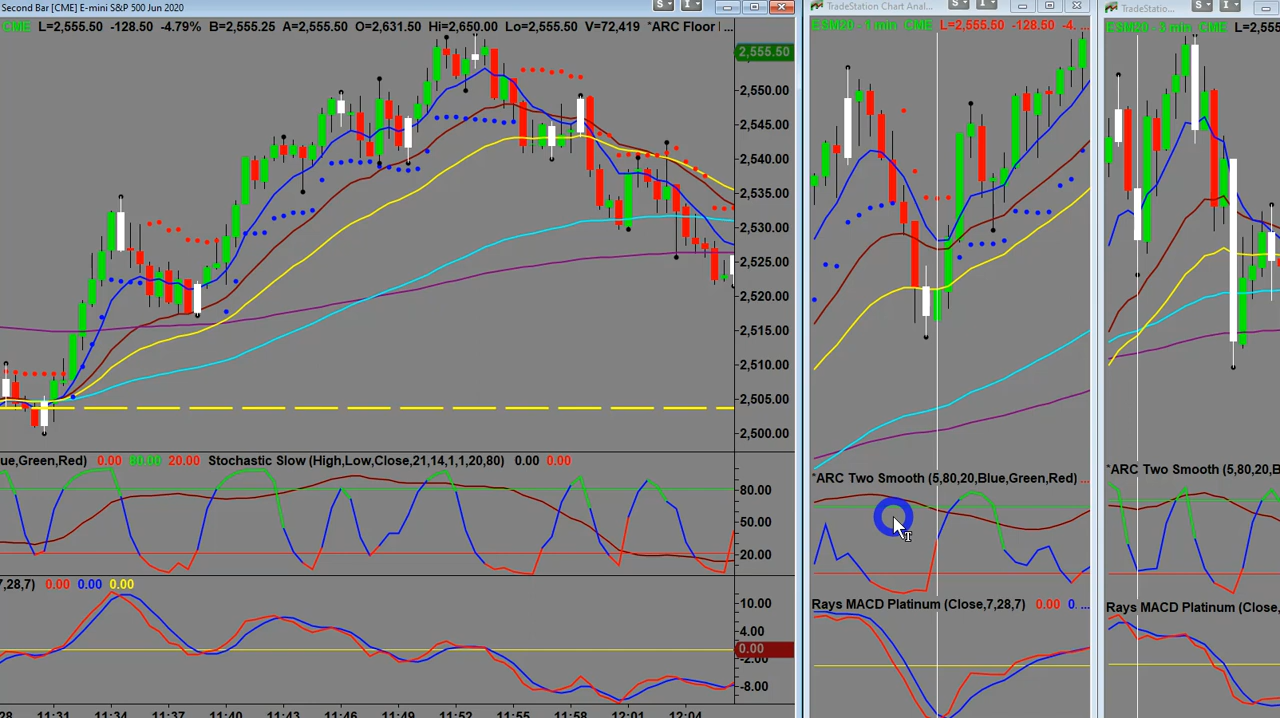 Second Bar [CME] E-mini S&P 500 Jun 2020
CME L=2,555.50 -128.50 -4.79% B=2,555.25 A=2,555.50 O=2,631.50 Hi=2,650.00 Lo=2,505.50 V=72,419 *ARC Floor ...
2,555.50
2,550.00
2,545.00
2,540.00
2,535.00
2,530.00
2,525.00
2,520.00
2,515.00
2,510.00
2,505.00
2,500.00
ue,Green,Red) 0.00 80.00 20.00 Stochastic Slow (High,Low,Close,21,14,1,1,20,80) 0.00 0.00
80.00
50.00
20.00
7,28,7) 0.00 0.00 0.00
10.00
4.00
0.00
-2.00
-8.00
:28 11:31 11:34 11:37 11:40 11:43 11:46 11:49 11:52 11:55 11:58 12:01 12:04
TradeStation Chart Anal...
ESM20 - 1 min CME L=2,555.50 -128.50 -4....
*ARC Two Smooth (5,80,20,Blue,Green,Red) ...
Rays MACD Platinum (Close,7,28,7) 0.00 0. ...
TradeStatio...
ESM20 - 5 min CME L=2,555
*ARC Two Smooth (5,80,20,
Rays MACD Platinum (Close,